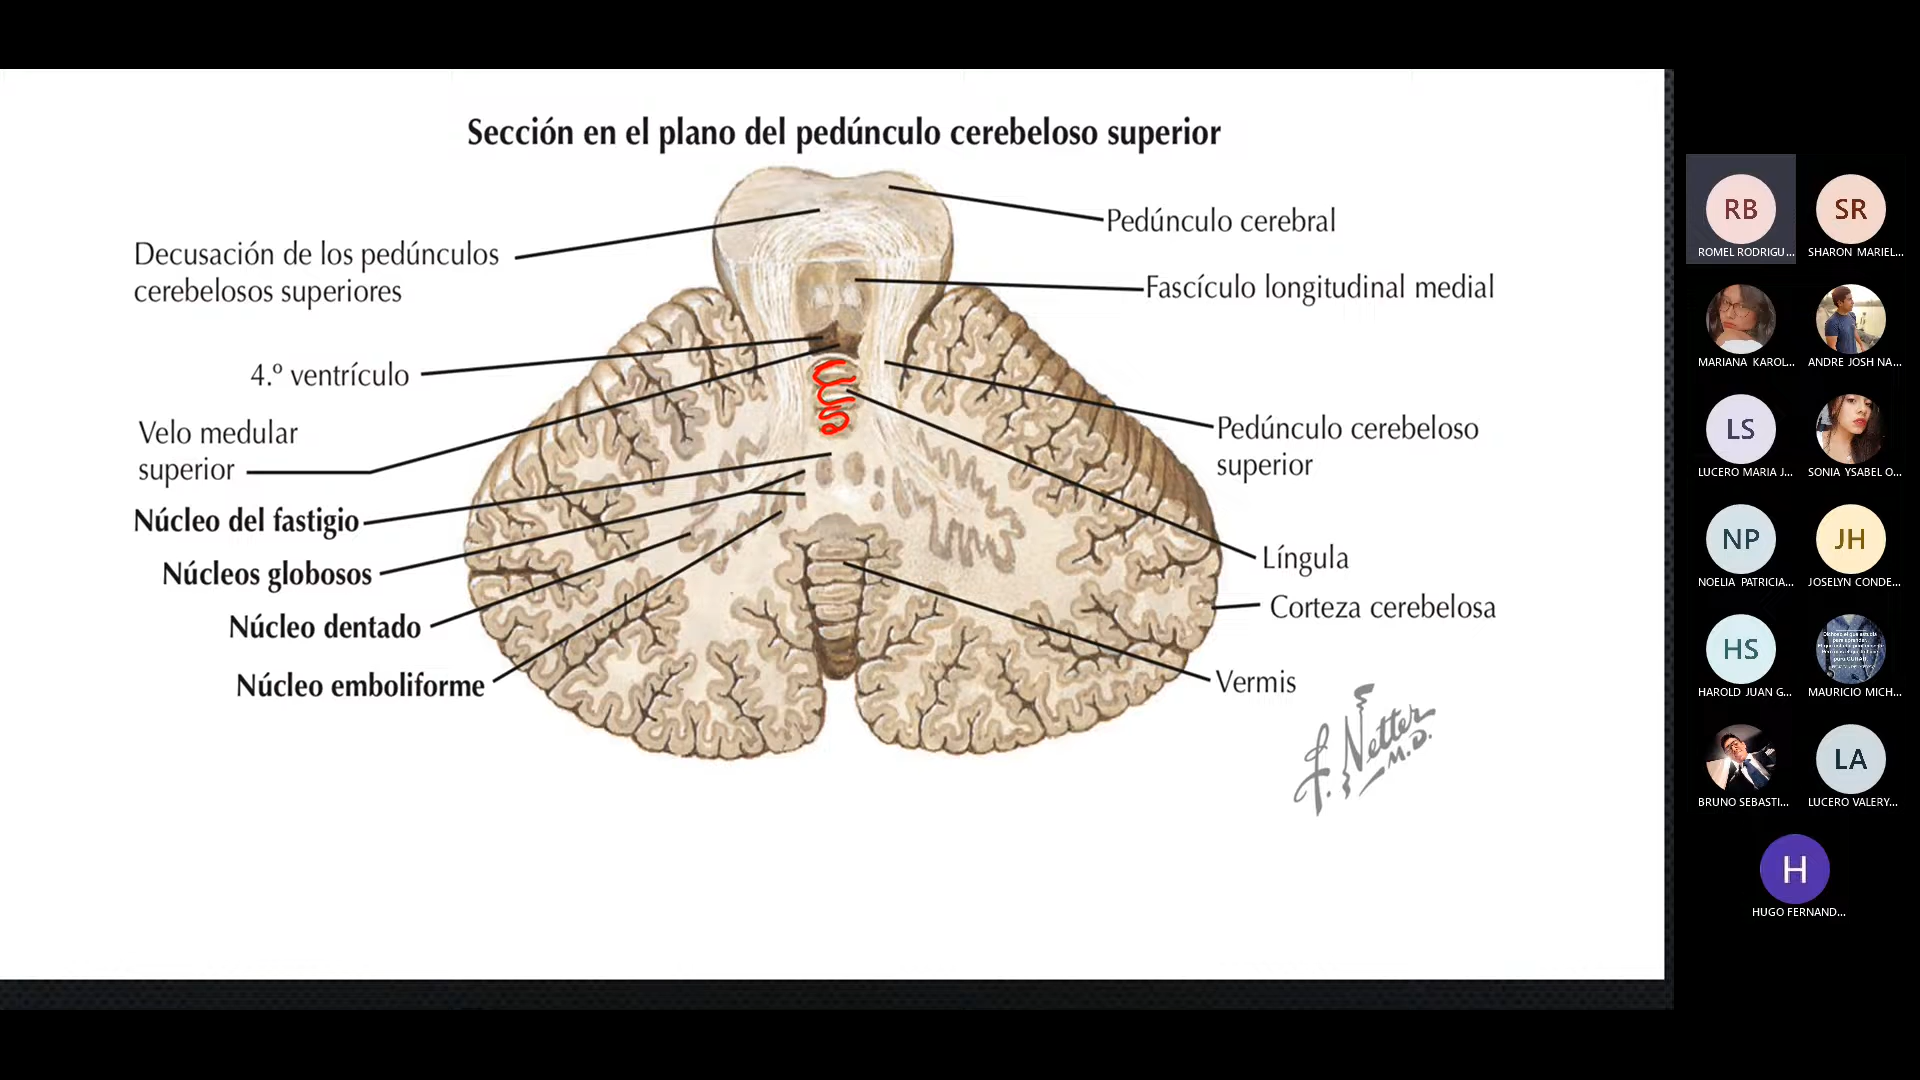 Sección en el plano del pedúnculo cerebeloso superior
Decusación de los pedúnculos
cerebelosos superiores
4.º ventrículo
Velo medular
superior
Núcleo del fastigio
Núcleos globosos
Núcleo dentado
Núcleo emboliforme
Pedúnculo cerebral
Fascículo longitudinal medial
Pedúnculo cerebeloso
superior
Língula
Corteza cerebelosa
Vermis
F. Netter
M.D.
RB
ROMEL RODRIGU...
SR
SHARON MARIEL...
MARIANA KAROL...
ANDRE JOSH NA...
LS
LUCERO MARIA J...
SONIA YSABEL O...
NP
NOELIA PATRICIA...
JH
JOSELYN CONDE...
HS
HAROLD JUAN G...
MAURICIO MICH...
BRUNO SEBASTI...
LA
LUCERO VALERY...
H
HUGO FERNAND...